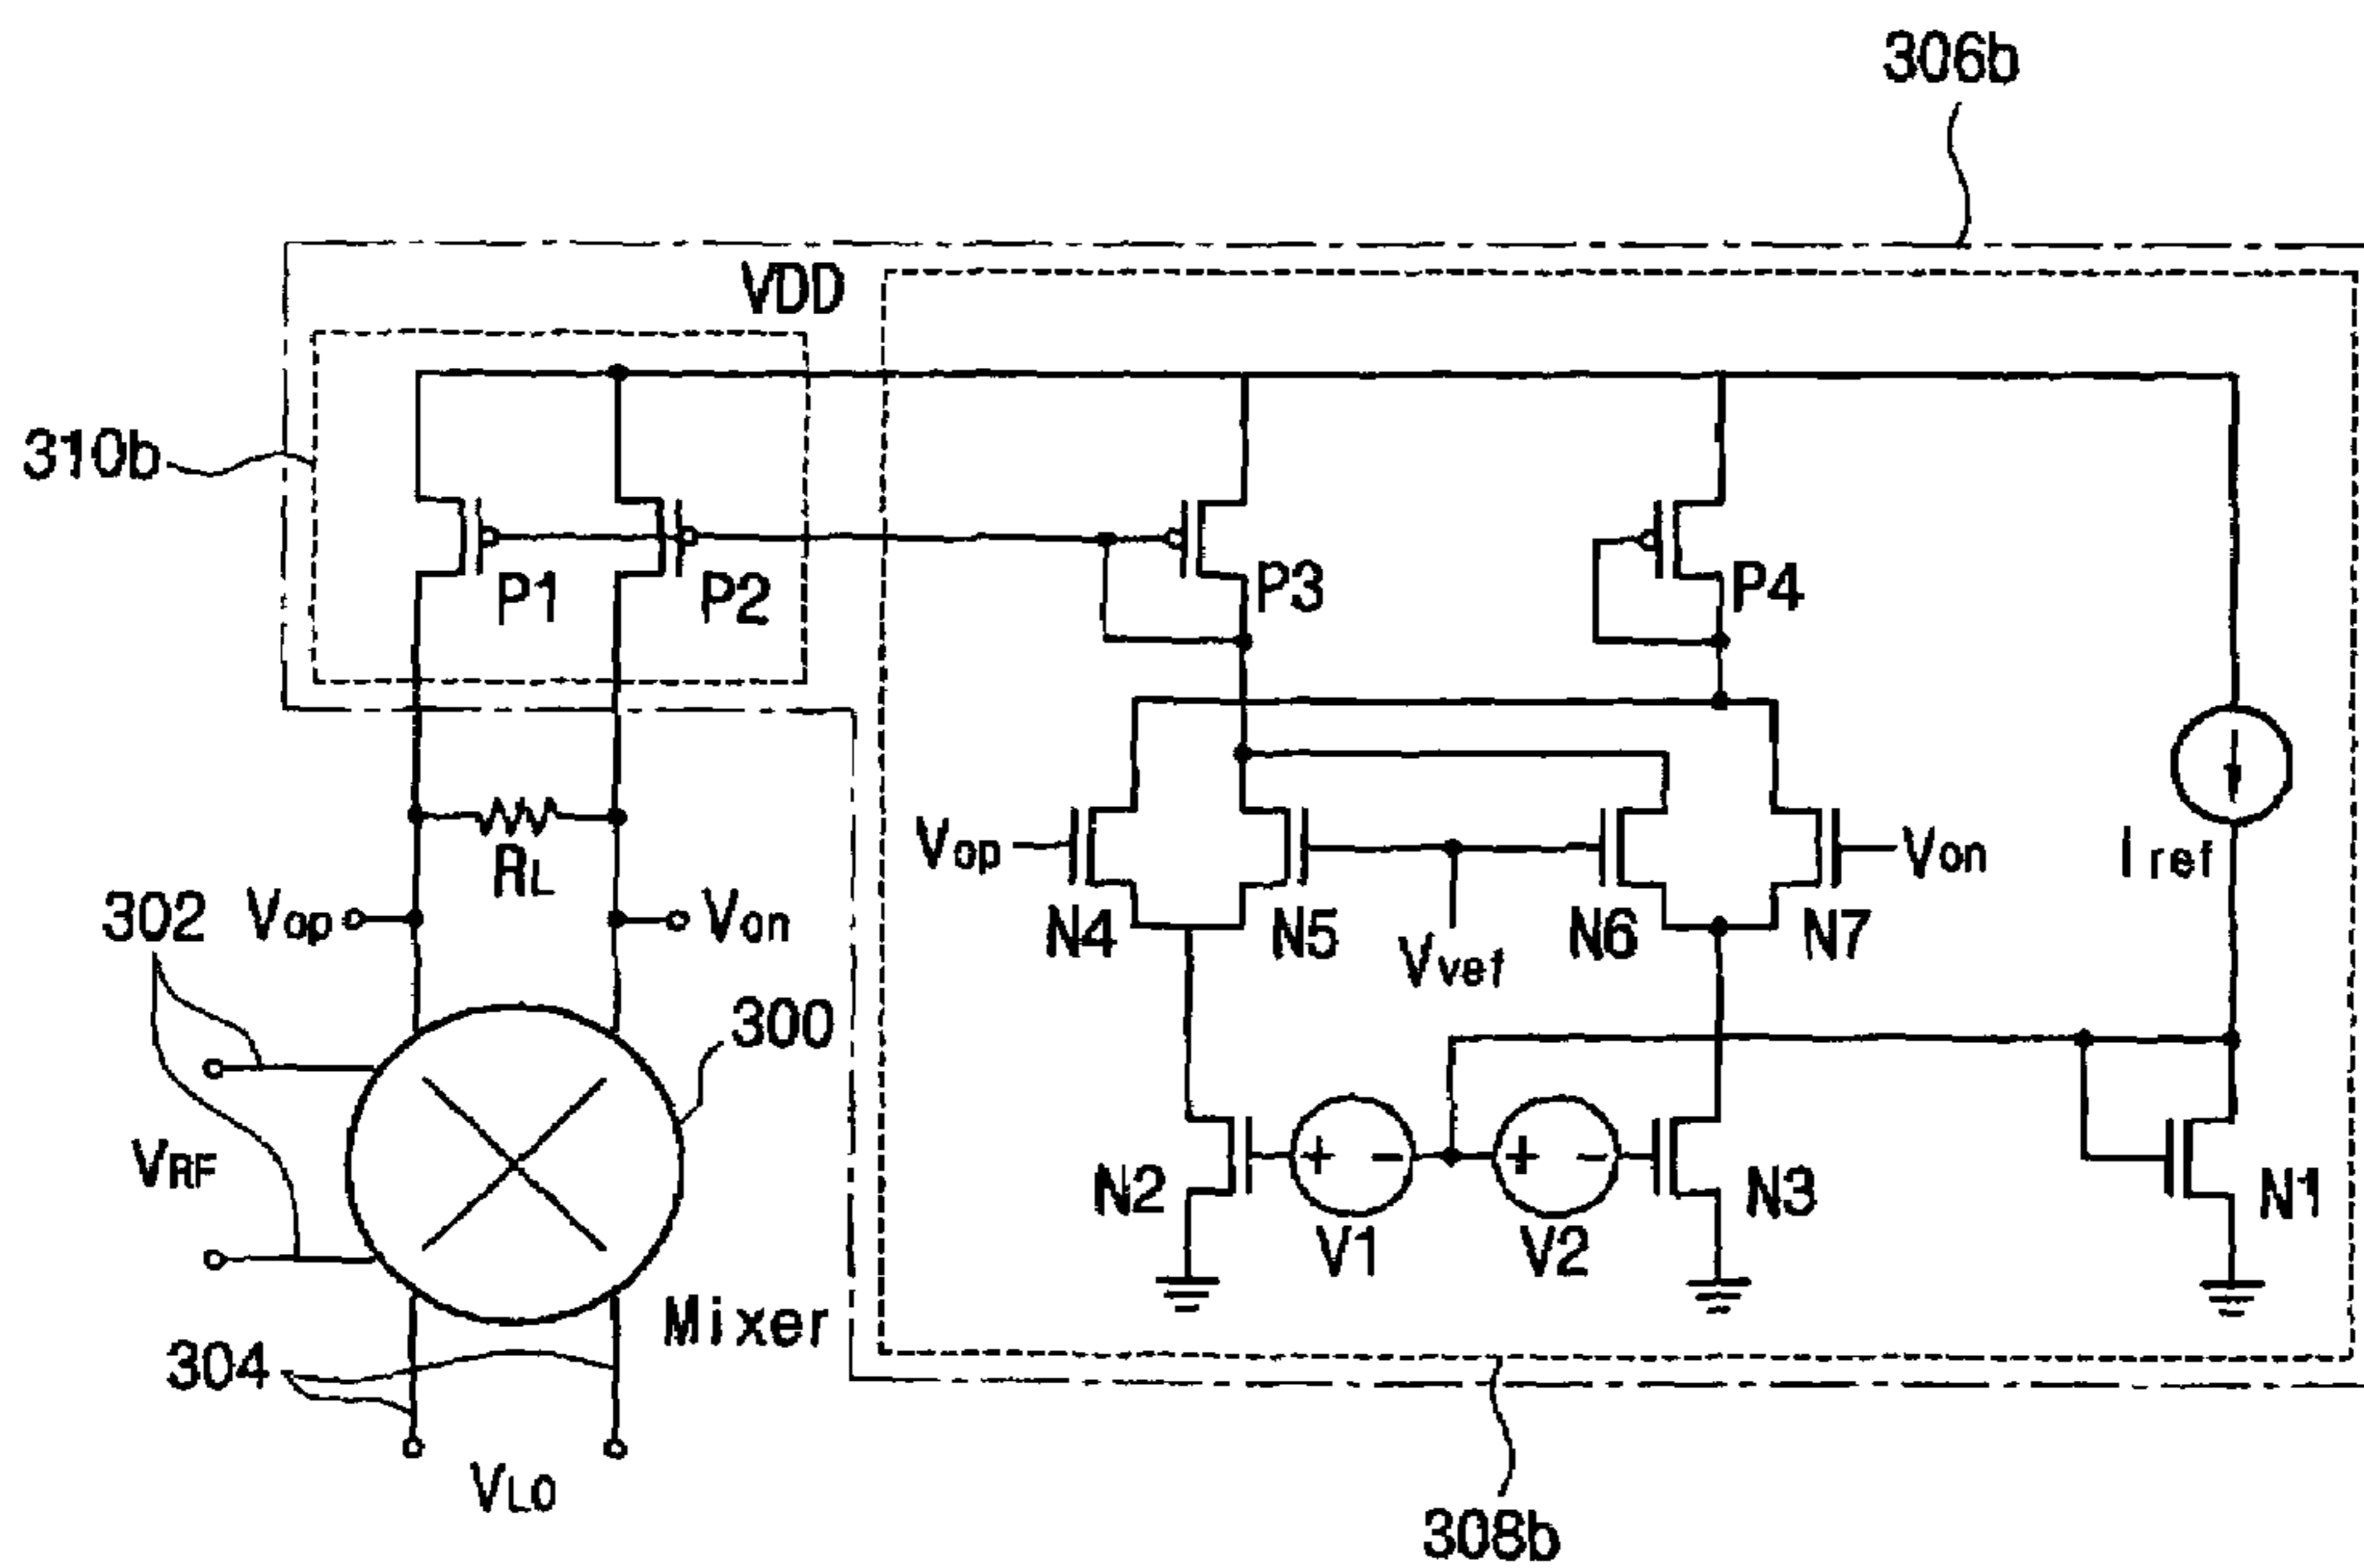 306b
VDD
310b
P1
P2
P3
P4
RL
Vop
Von
Iref
302
Vop
Von
N4
N5
N6
N7
Vvef
300
VRF
+ -
+ -
N2
V1
V2
N3
N1
Mixer
304
VLO
308b